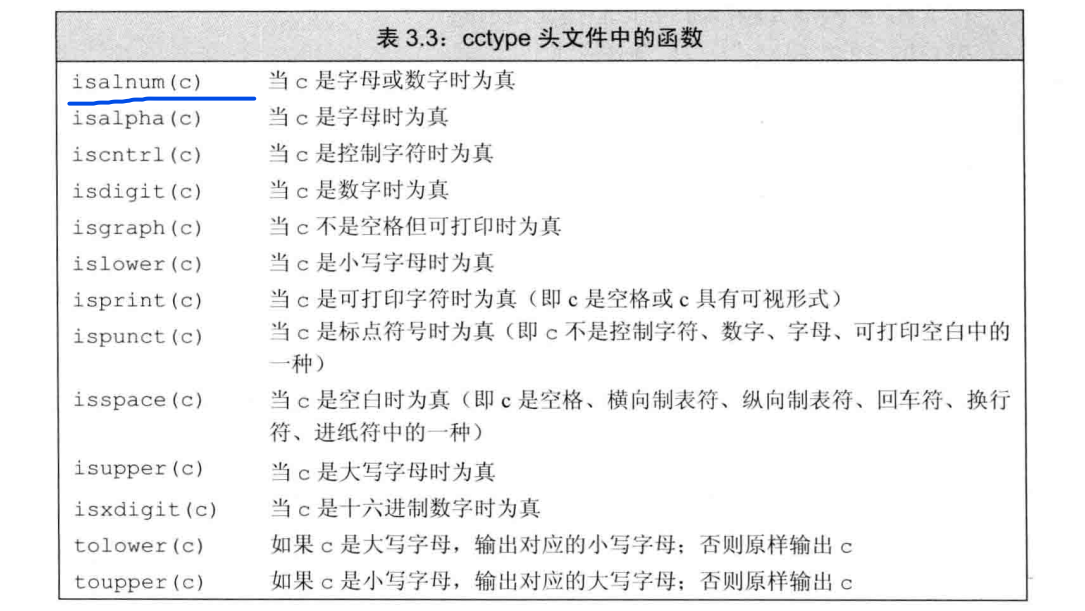 表 3.3：cctype 头文件中的函数
isalnum(c) 当 c 是字母或数字时为真
isalpha(c) 当 c 是字母时为真
iscntrl(c) 当 c 是控制字符时为真
isdigit(c) 当 c 是数字时为真
isgraph(c) 当 c 不是空格但可打印时为真
islower(c) 当 c 是小写字母时为真
isprint(c) 当 c 是可打印字符时为真（即 c 是空格或 c 具有可视形式）
ispunct(c) 当 c 是标点符号时为真（即 c 不是控制字符、数字、字母、可打印空白中的
一种）
isspace(c) 当 c 是空白时为真（即 c 是空格、横向制表符、纵向制表符、回车符、换行
符、进纸符中的一种）
isupper(c) 当 c 是大写字母时为真
isxdigit(c) 当 c 是十六进制数字时为真
tolower(c) 如果 c 是大写字母，输出对应的小写字母；否则原样输出 c
toupper(c) 如果 c 是小写字母，输出对应的大写字母；否则原样输出 c